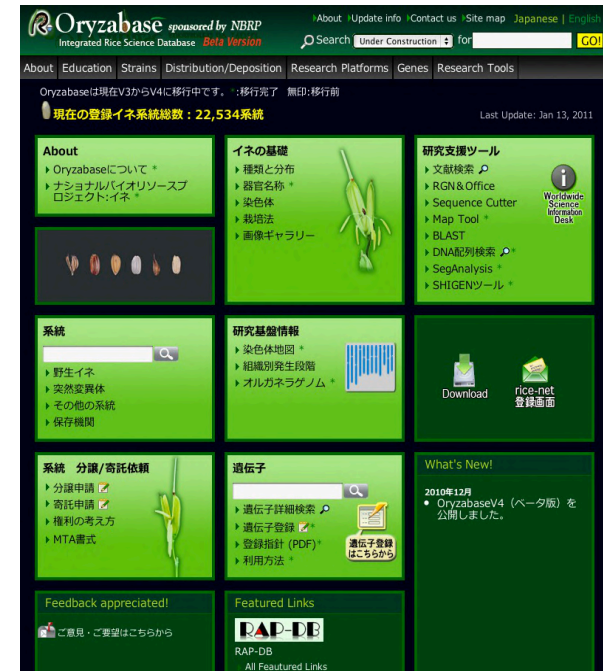 Oryzabase sponsored by NBRP
Integrated Rice Science Database Beta Version
About Update info Contact us Site map Japanese | English
Search Under Construction for GO!
About Education Strains Distribution/Deposition Research Platforms Genes Research Tools
Oryzabaseは現在V3からV4に移行中です。*:移行完了 無印:移行前
現在の登録イネ系統総数：22,534系統
Last Update: Jan 13, 2011
About
Oryzabaseについて *
ナショナルバイオリソースプ
ロジェクト:イネ *
イネの基礎
種類と分布
器官名称 *
染色体
栽培法
画像ギャラリー
研究支援ツール
文献検索
RGN＆Office
Sequence Cutter
Map Tool *
BLAST
DNA配列検索 *
SegAnalysis *
SHIGENツール *
Worldwide
Science
Information
Desk
系統
野生イネ
突然変異体
その他の系統
保存機関
研究基盤情報
染色体地図 *
組織別発生段階
オルガネラゲノム *
Download
rice-net
登録画面
系統 分譲/寄託依頼
分譲申請
寄託申請
権利の考え方
MTA書式
遺伝子
遺伝子詳細検索
遺伝子登録 *
登録指針 (PDF)*
利用方法 *
遺伝子登録
はこちらから
What's New!
2010年12月
OryzabaseV4（ベータ版）を
公開しました。
Feedback appreciated!
ご意見・ご要望はこちらから
Featured Links
RAP-DB
RAP-DB
All Feautured Links